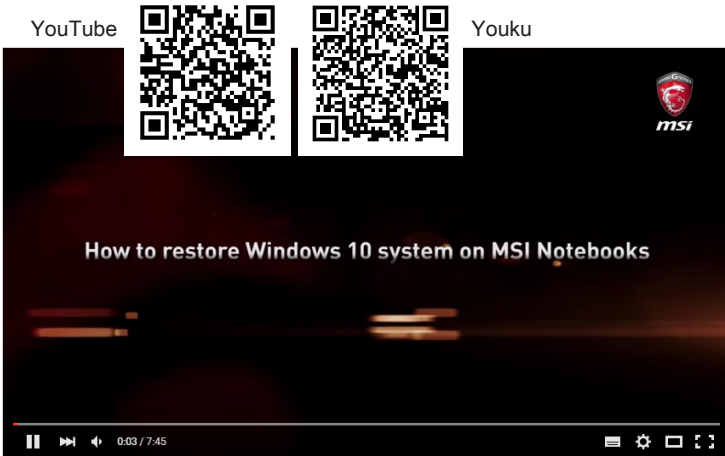 YouTube
Youku
msi
How to restore Windows 10 system on MSI Notebooks
0:03 / 7:45